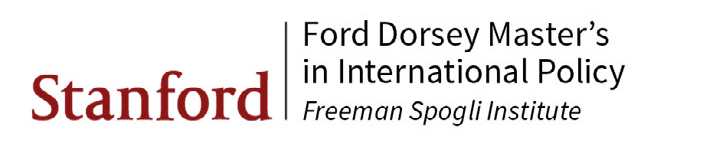 Stanford
Ford Dorsey Master's
in International Policy
Freeman Spogli Institute